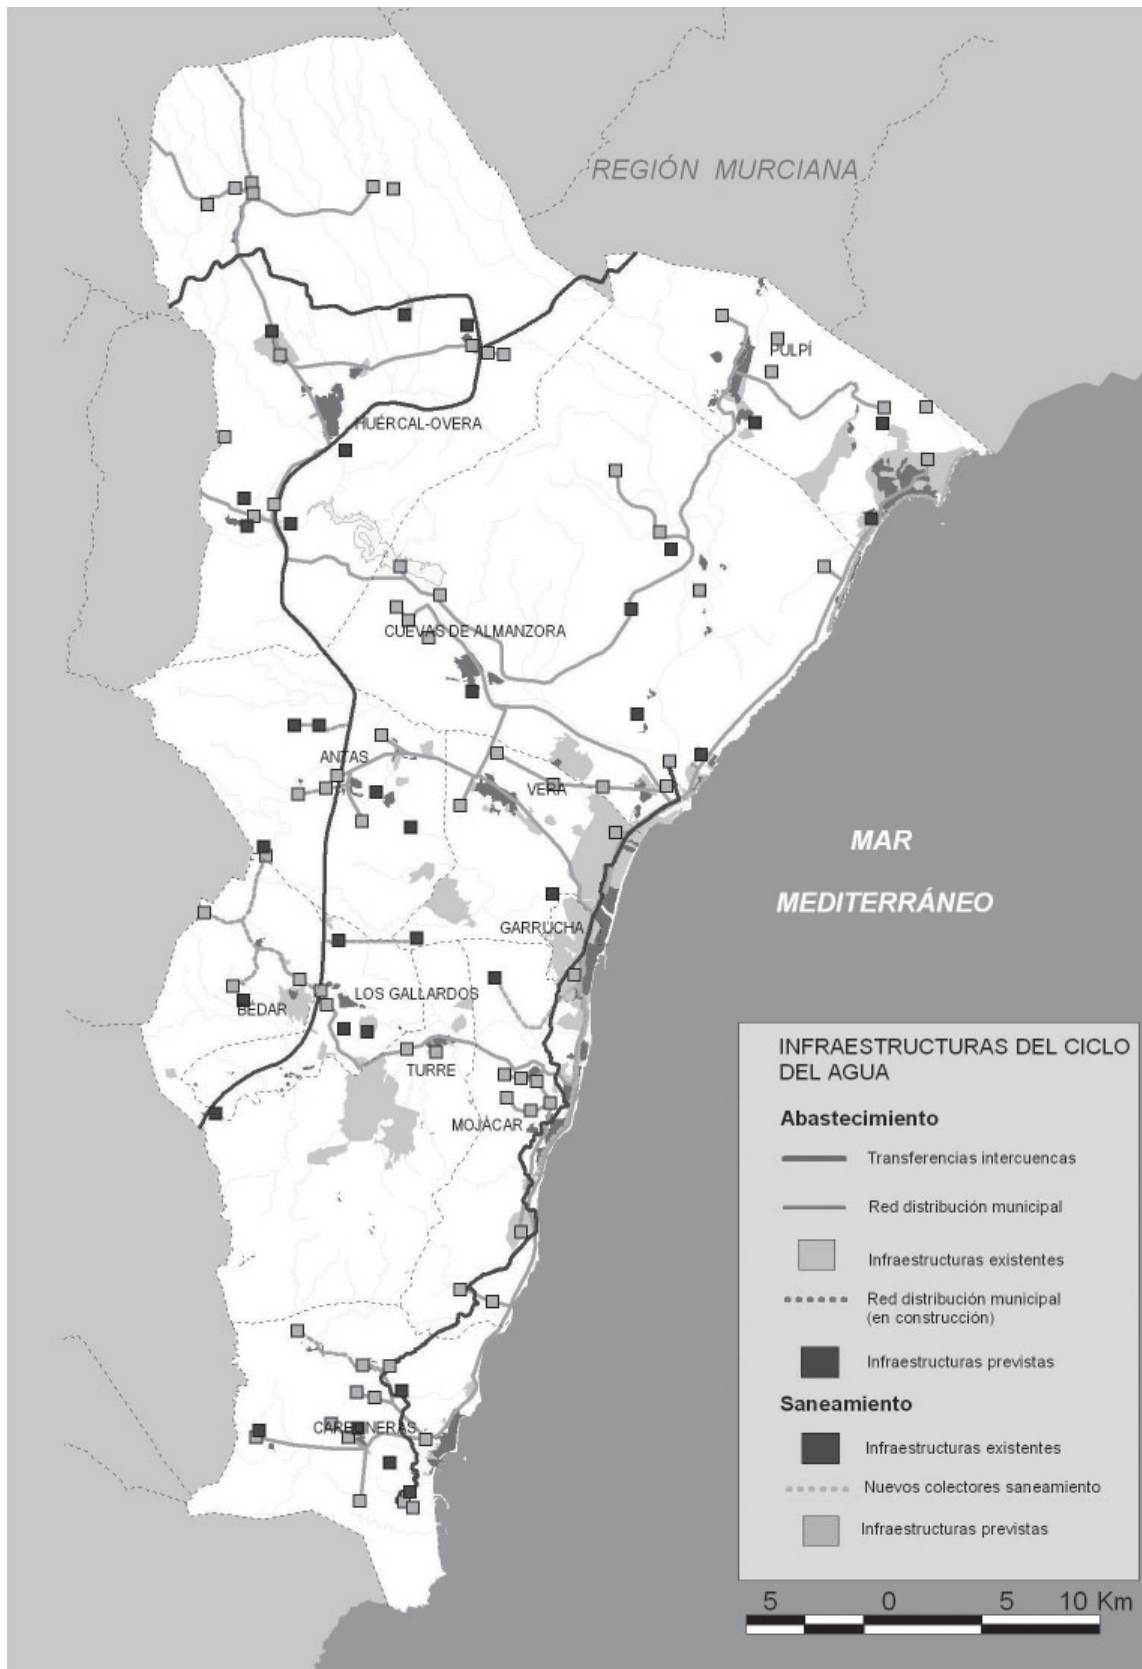 REGIÓN MURCIANA
PULPÍ
HUÉRCAL-OVERA
CUEVAS DE ALMANZORA
ANTAS
VERA
MAR
MEDITERRÁNEO
GARRUCHA
LOS GALLARDOS
BÉDAR
TURRE
MOJÁCAR
CARBONERAS
INFRAESTRUCTURAS DEL CICLO
DEL AGUA
Abastecimiento
Transferencias intercuencas
Red distribución municipal
Infraestructuras existentes
Red distribución municipal
(en construcción)
Infraestructuras previstas
Saneamiento
Infraestructuras existentes
Nuevos colectores saneamiento
Infraestructuras previstas
5 0 5 10 Km